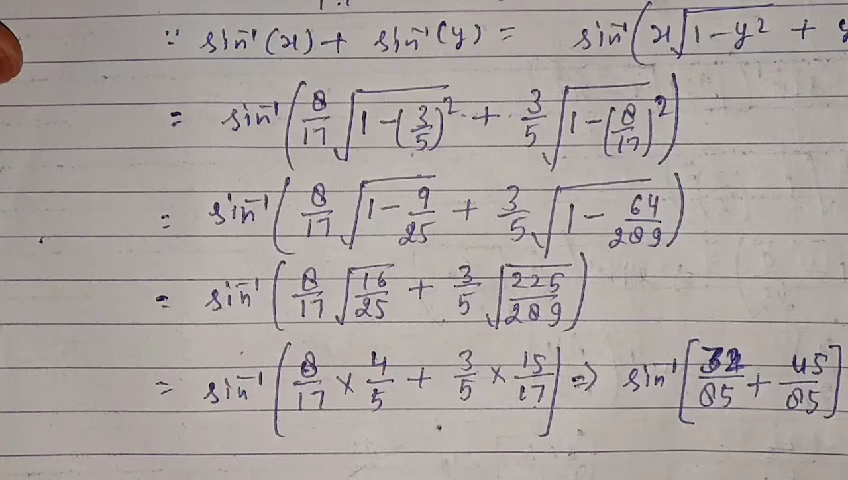 ∵ sin⁻¹(x) + sin⁻¹(y) = sin⁻¹(x√(1-y²) +
= sin⁻¹(8/17 √(1-(3/5)²) + 3/5 √(1-(8/17)²))
= sin⁻¹(8/17 √(1-9/25) + 3/5 √(1-64/289))
= sin⁻¹(8/17 √(16/25) + 3/5 √(225/289))
= sin⁻¹(8/17 × 4/5 + 3/5 × 15/17) ⇒ sin⁻¹[32/85 + 45/85]